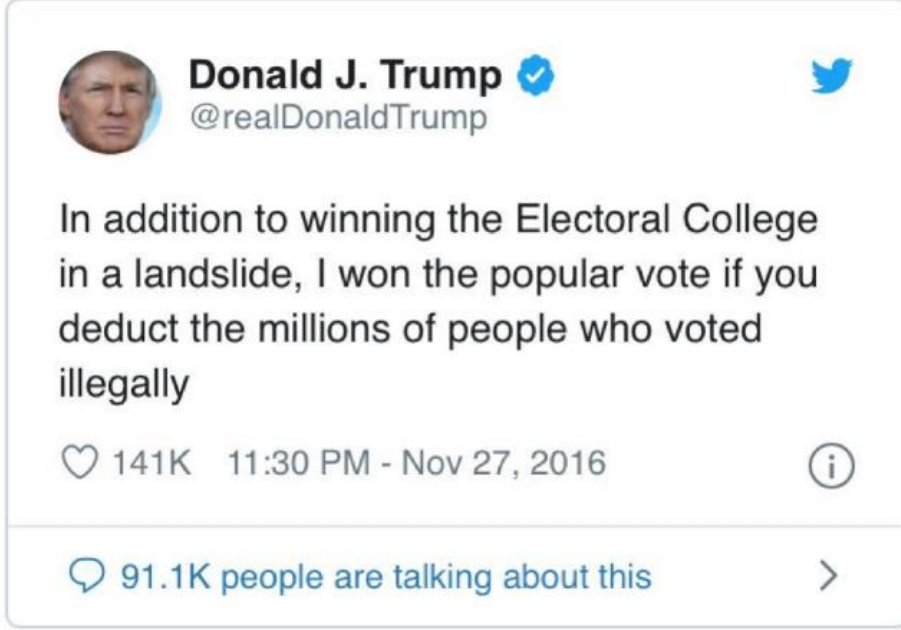 Donald J. Trump
@realDonaldTrump
In addition to winning the Electoral College
in a landslide, I won the popular vote if you
deduct the millions of people who voted
illegally
141K 11:30 PM - Nov 27, 2016
91.1K people are talking about this